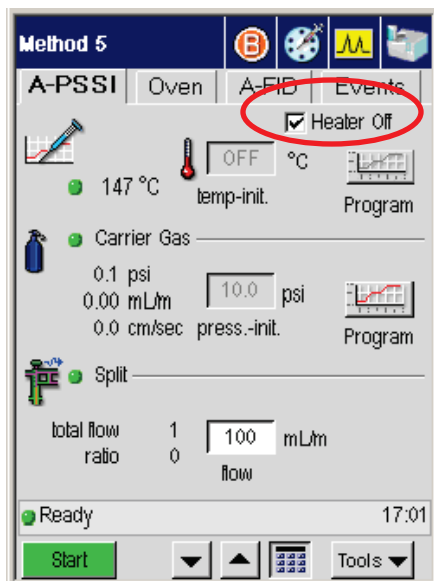 Method 5
B
A-PSSI Oven A-FID Events
Heater Off
OFF °C
147 °C temp-init. Program
Carrier Gas
0.1 psi
0.00 mL/m 10.0 psi
0.0 cm/sec press.-init. Program
Split
total flow 1 100 mL/m
ratio 0 flow
Ready 17:01
Start Tools